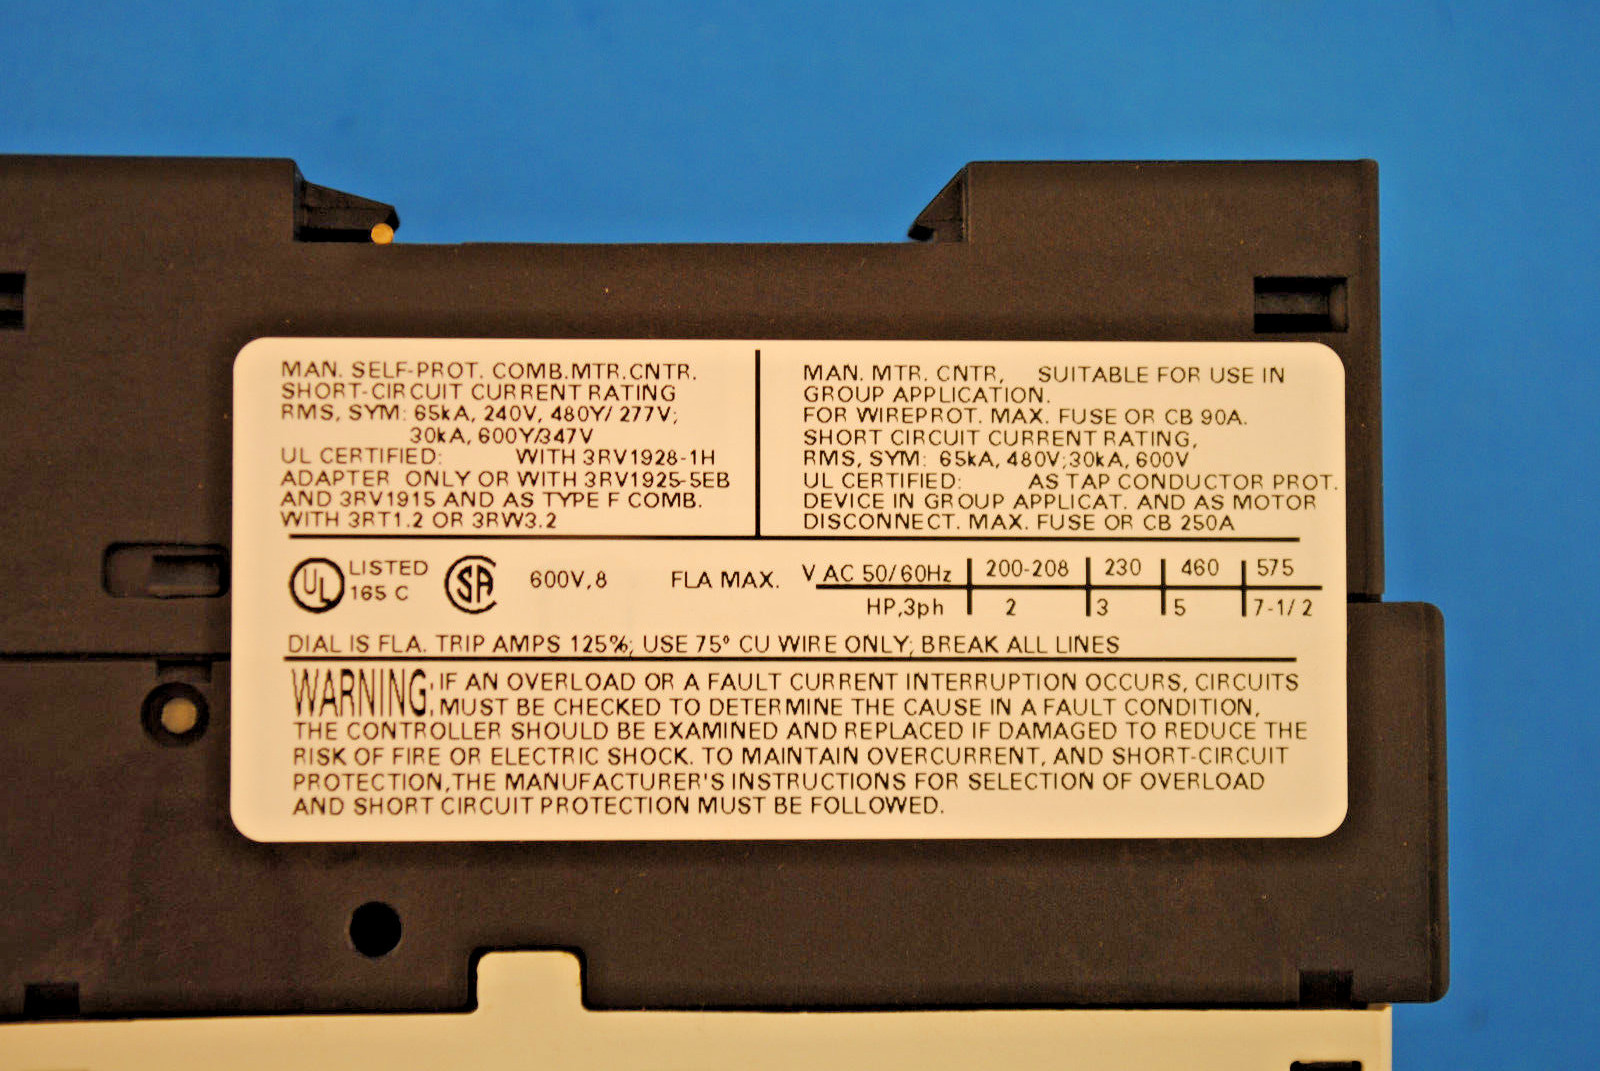 MAN. SELF-PROT. COMB.MTR.CNTR.
SHORT-CIRCUIT CURRENT RATING
RMS, SYM: 65kA, 240V, 480Y/ 277V;
30kA, 600Y/347V
UL CERTIFIED: WITH 3RV1928-1H
ADAPTER ONLY OR WITH 3RV1925-5EB
AND 3RV1915 AND AS TYPE F COMB.
WITH 3RT1.2 OR 3RW3.2
MAN. MTR. CNTR, SUITABLE FOR USE IN
GROUP APPLICATION.
FOR WIREPROT. MAX. FUSE OR CB 90A.
SHORT CIRCUIT CURRENT RATING,
RMS, SYM: 65kA, 480V;30kA, 600V
UL CERTIFIED: AS TAP CONDUCTOR PROT.
DEVICE IN GROUP APPLICAT. AND AS MOTOR
DISCONNECT. MAX. FUSE OR CB 250A
UL LISTED
165 C
SA
600V,8
FLA MAX.
V AC 50/60Hz 200-208 230 460 575
HP,3ph 2 3 5 7-1/2
DIAL IS FLA. TRIP AMPS 125%; USE 75° CU WIRE ONLY; BREAK ALL LINES
WARNING: IF AN OVERLOAD OR A FAULT CURRENT INTERRUPTION OCCURS, CIRCUITS
MUST BE CHECKED TO DETERMINE THE CAUSE IN A FAULT CONDITION,
THE CONTROLLER SHOULD BE EXAMINED AND REPLACED IF DAMAGED TO REDUCE THE
RISK OF FIRE OR ELECTRIC SHOCK. TO MAINTAIN OVERCURRENT, AND SHORT-CIRCUIT
PROTECTION,THE MANUFACTURER'S INSTRUCTIONS FOR SELECTION OF OVERLOAD
AND SHORT CIRCUIT PROTECTION MUST BE FOLLOWED.